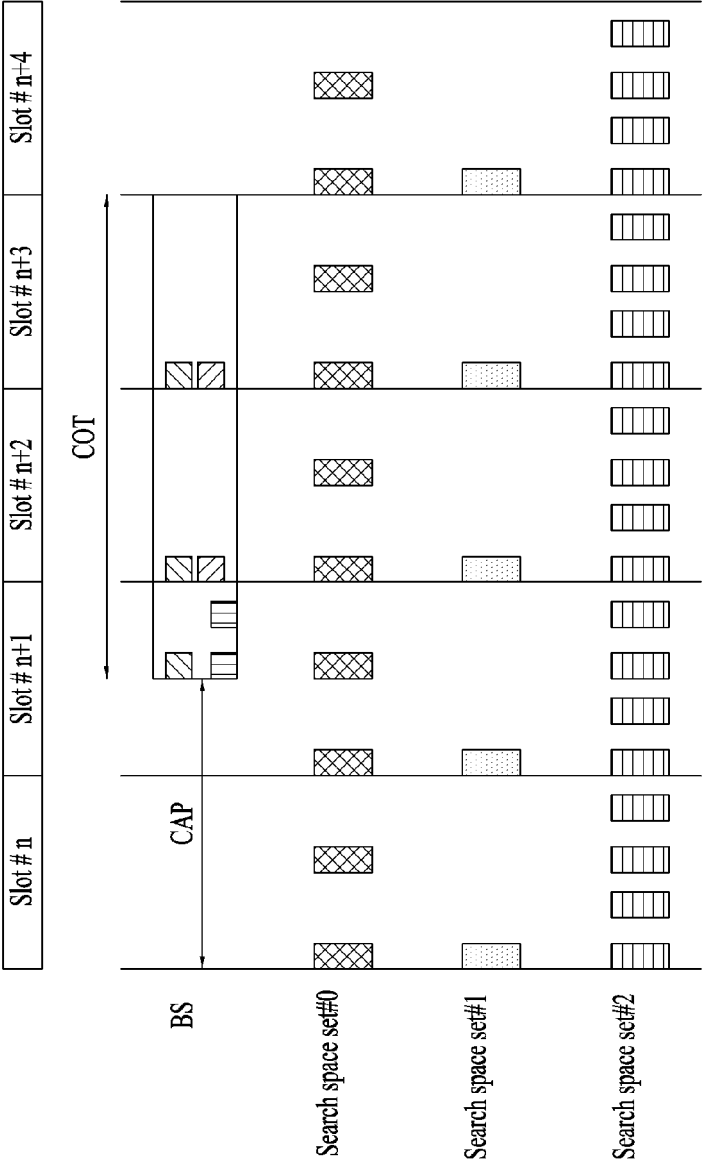 Slot # n
Slot # n+1
Slot # n+2
Slot # n+3
Slot # n+4
COT
BS
CAP
Search space set#0
Search space set#1
Search space set#2